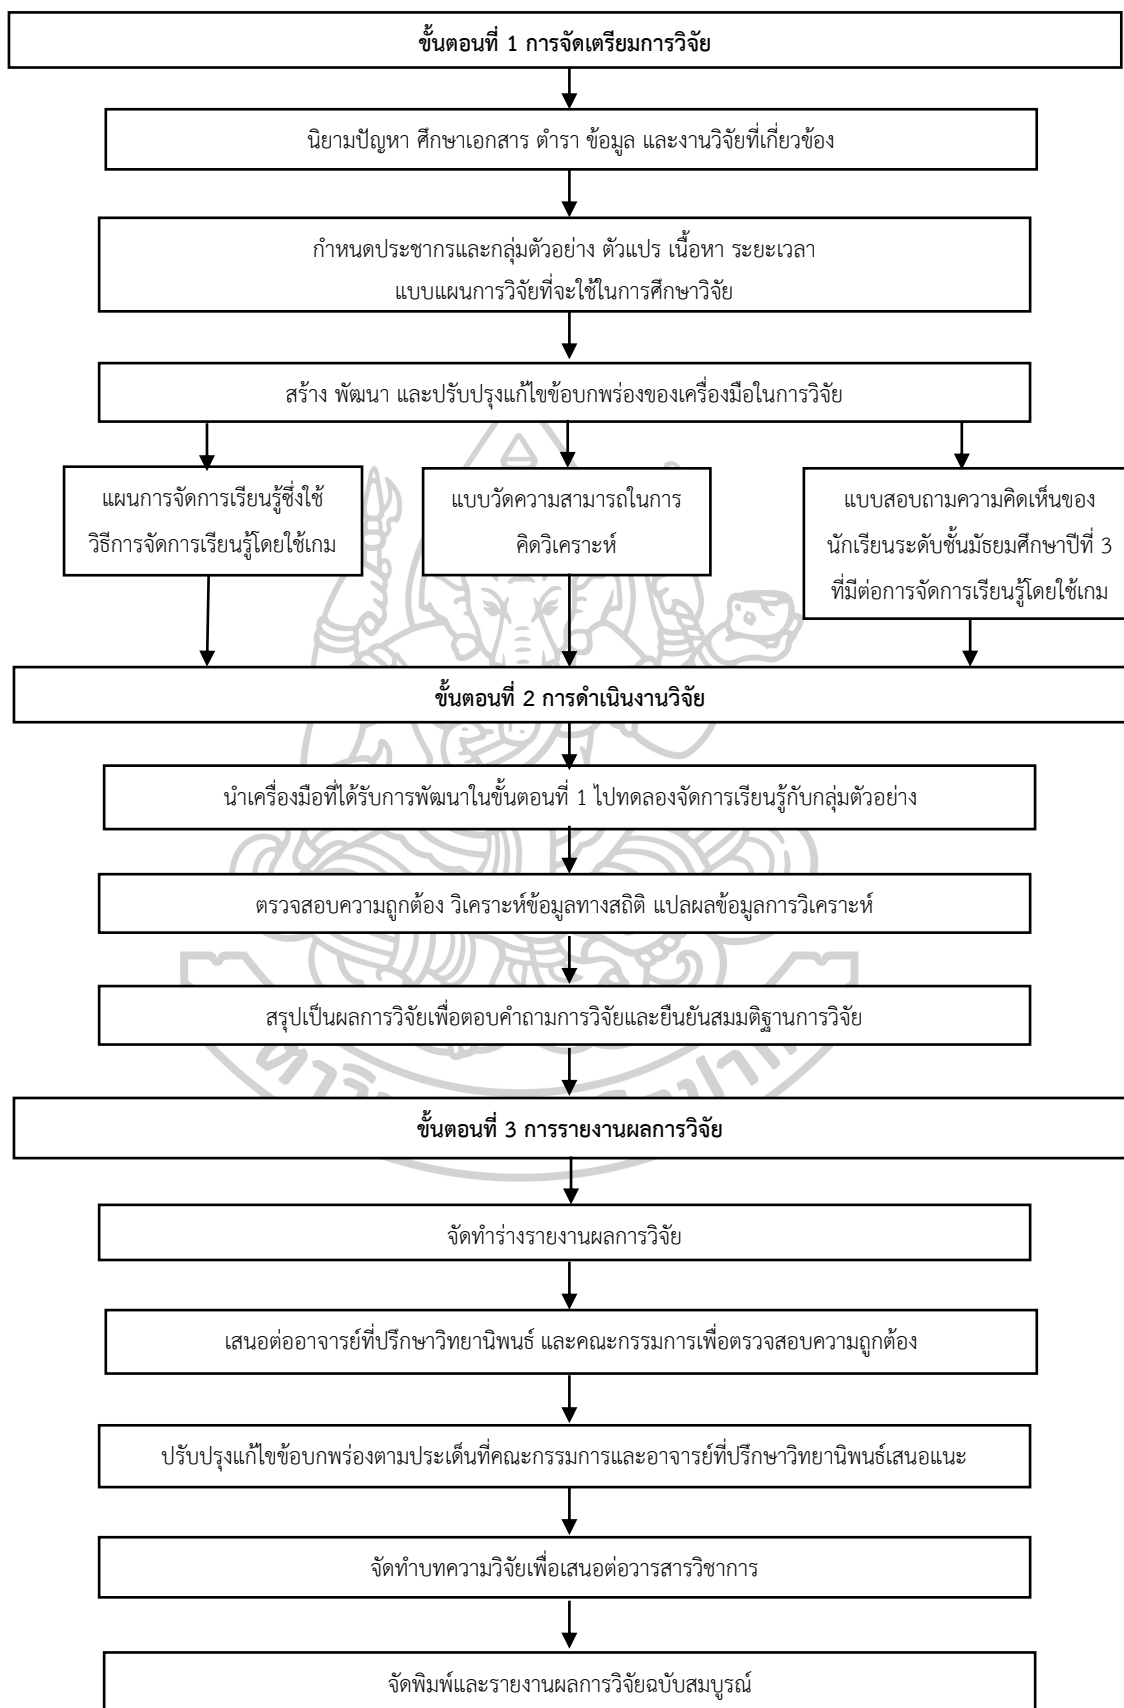 ขั้นตอนที่ 1 การจัดเตรียมการวิจัย
นิยามปัญหา ศึกษาเอกสาร ตำรา ข้อมูล และงานวิจัยที่เกี่ยวข้อง
กำหนดประชากรและกลุ่มตัวอย่าง ตัวแปร เนื้อหา ระยะเวลา
แบบแผนการวิจัยที่จะใช้ในการศึกษาวิจัย
สร้าง พัฒนา และปรับปรุงแก้ไขข้อบกพร่องของเครื่องมือในการวิจัย
แผนการจัดการเรียนรู้ซึ่งใช้
วิธีการจัดการเรียนรู้โดยใช้เกม
แบบวัดความสามารถในการ
คิดวิเคราะห์
แบบสอบถามความคิดเห็นของ
นักเรียนระดับชั้นมัธยมศึกษาปีที่ 3
ที่มีต่อการจัดการเรียนรู้โดยใช้เกม
ขั้นตอนที่ 2 การดำเนินงานวิจัย
นำเครื่องมือที่ได้รับการพัฒนาในขั้นตอนที่ 1 ไปทดลองจัดการเรียนรู้กับกลุ่มตัวอย่าง
ตรวจสอบความถูกต้อง วิเคราะห์ข้อมูลทางสถิติ แปลผลข้อมูลการวิเคราะห์
สรุปเป็นผลการวิจัยเพื่อตอบคำถามการวิจัยและยืนยันสมมติฐานการวิจัย
ขั้นตอนที่ 3 การรายงานผลการวิจัย
จัดทำร่างรายงานผลการวิจัย
เสนอต่ออาจารย์ที่ปรึกษาวิทยานิพนธ์ และคณะกรรมการเพื่อตรวจสอบความถูกต้อง
ปรับปรุงแก้ไขข้อบกพร่องตามประเด็นที่คณะกรรมการและอาจารย์ที่ปรึกษาวิทยานิพนธ์เสนอแนะ
จัดทำบทความวิจัยเพื่อเสนอต่อวารสารวิชาการ
จัดพิมพ์และรายงานผลการวิจัยฉบับสมบูรณ์